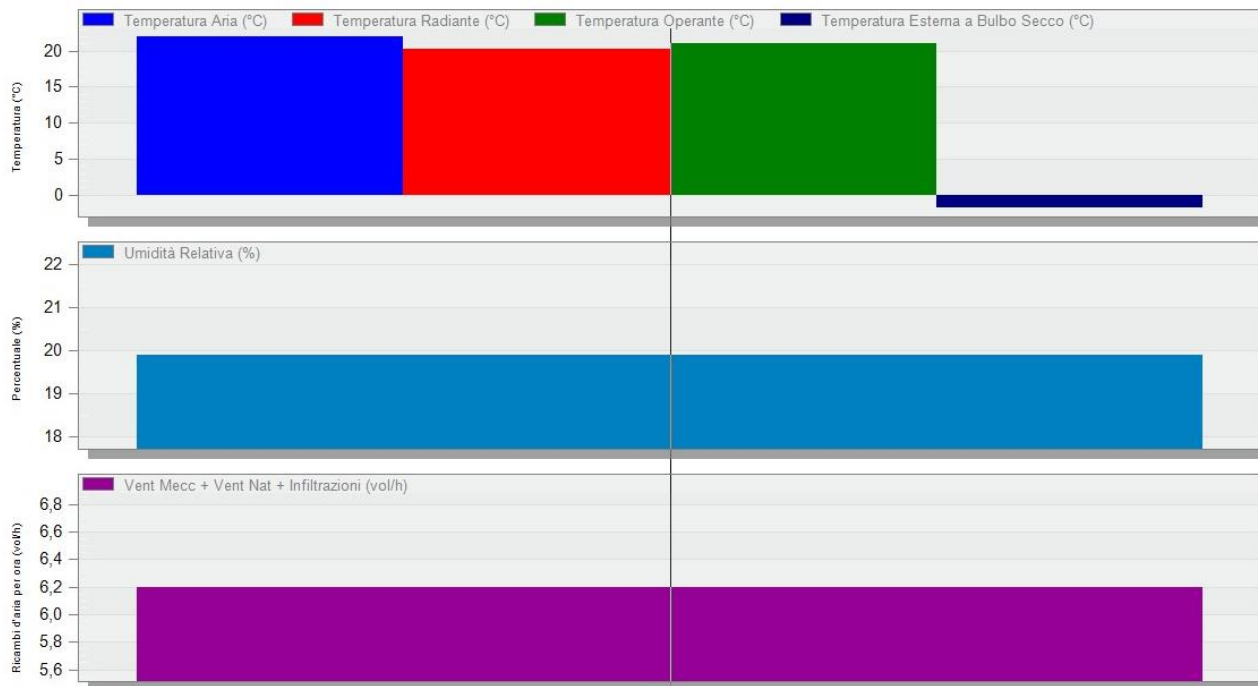 Temperatura Aria (°C) Temperatura Radiante (°C) Temperatura Operante (°C) Temperatura Esterna a Bulbo Secco (°C)
Temperatura (°C)
20
15
10
5
0
Umidità Relativa (%)
Percentuale (%)
22
21
20
19
18
Vent Mecc + Vent Nat + Infiltrazioni (vol/h)
Ricambi d'aria per ora (vol/h)
6,8
6,6
6,4
6,2
6,0
5,8
5,6